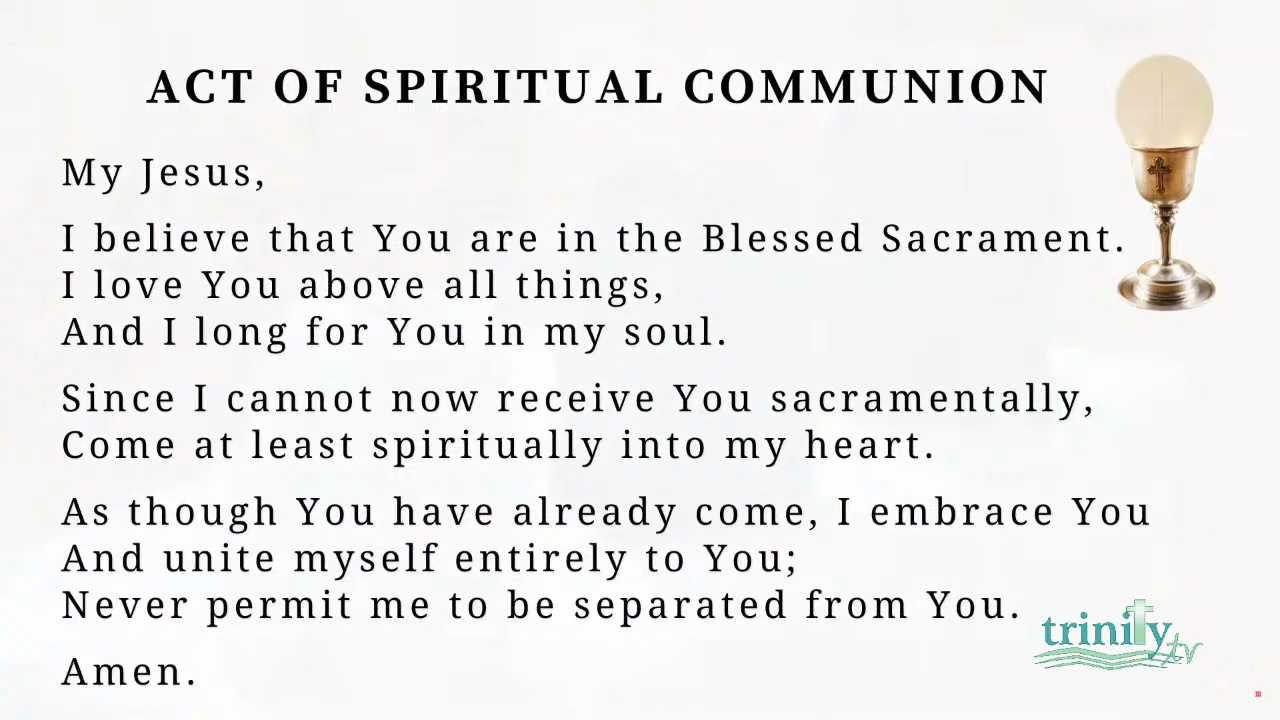 ACT OF SPIRITUAL COMMUNION
My Jesus,
I believe that You are in the Blessed Sacrament.
I love You above all things,
And I long for You in my soul.
Since I cannot now receive You sacramentally,
Come at least spiritually into my heart.
As though You have already come, I embrace You
And unite myself entirely to You;
Never permit me to be separated from You.
Amen.
trinity tv